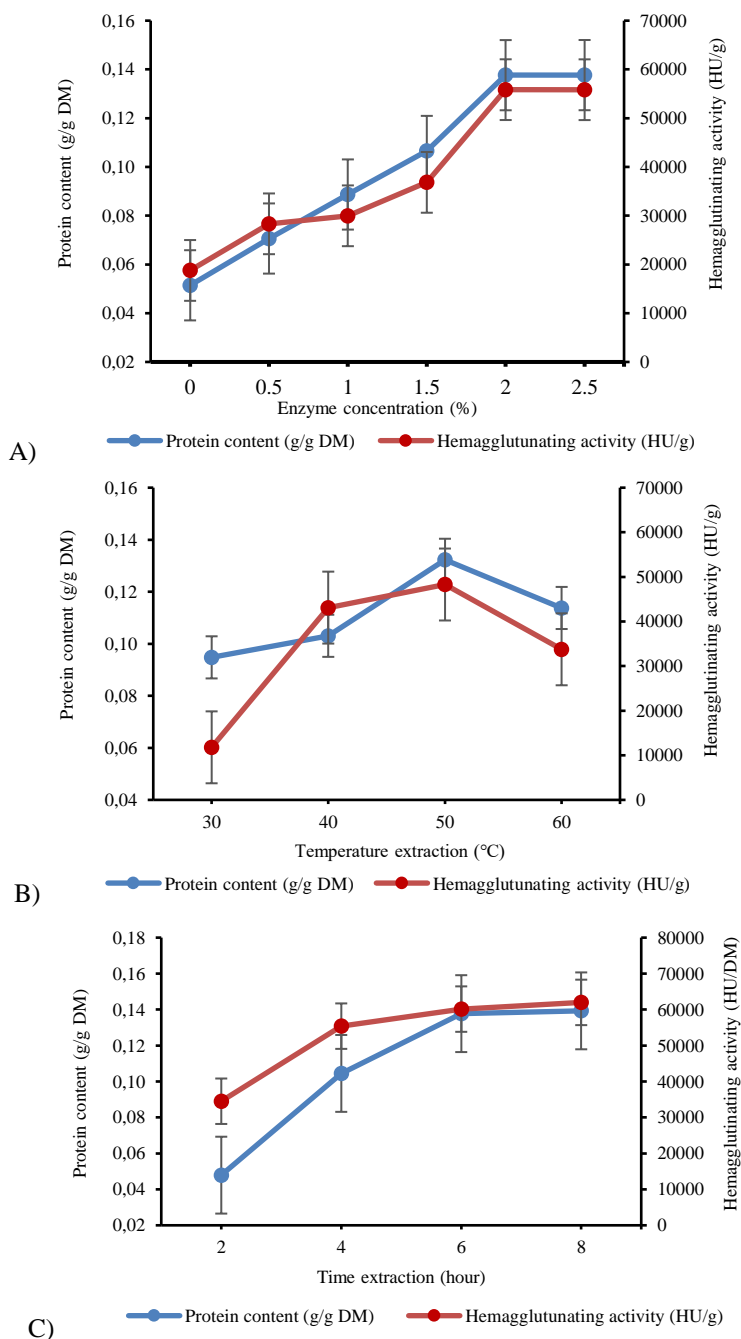 0,16
0,14
0,12
0,10
0,08
0,06
0,04
0,02
Protein content (g/g DM)
70000
60000
50000
40000
30000
20000
10000
0
Hemagglutinating activity (HU/g)
0 0.5 1 1.5 2 2.5
Enzyme concentration (%)
Protein content (g/g DM) Hemagglutunating activity (HU/g)
A)
0,16
0,14
0,12
0,10
0,08
0,06
0,04
Protein content (g/g DM)
70000
60000
50000
40000
30000
20000
10000
0
Hemagglutinating activity (HU/g)
30 40 50 60
Temperature extraction (°C)
Protein content (g/g DM) Hemagglutunating activity (HU/g)
B)
0,18
0,16
0,14
0,12
0,10
0,08
0,06
0,04
0,02
Protein content (g/g DM)
80000
70000
60000
50000
40000
30000
20000
10000
0
Hemagglutinating activity (HU/DM)
2 4 6 8
Time extraction (hour)
Protein content (g/g DM) Hemagglutunating activity (HU/g)
C)